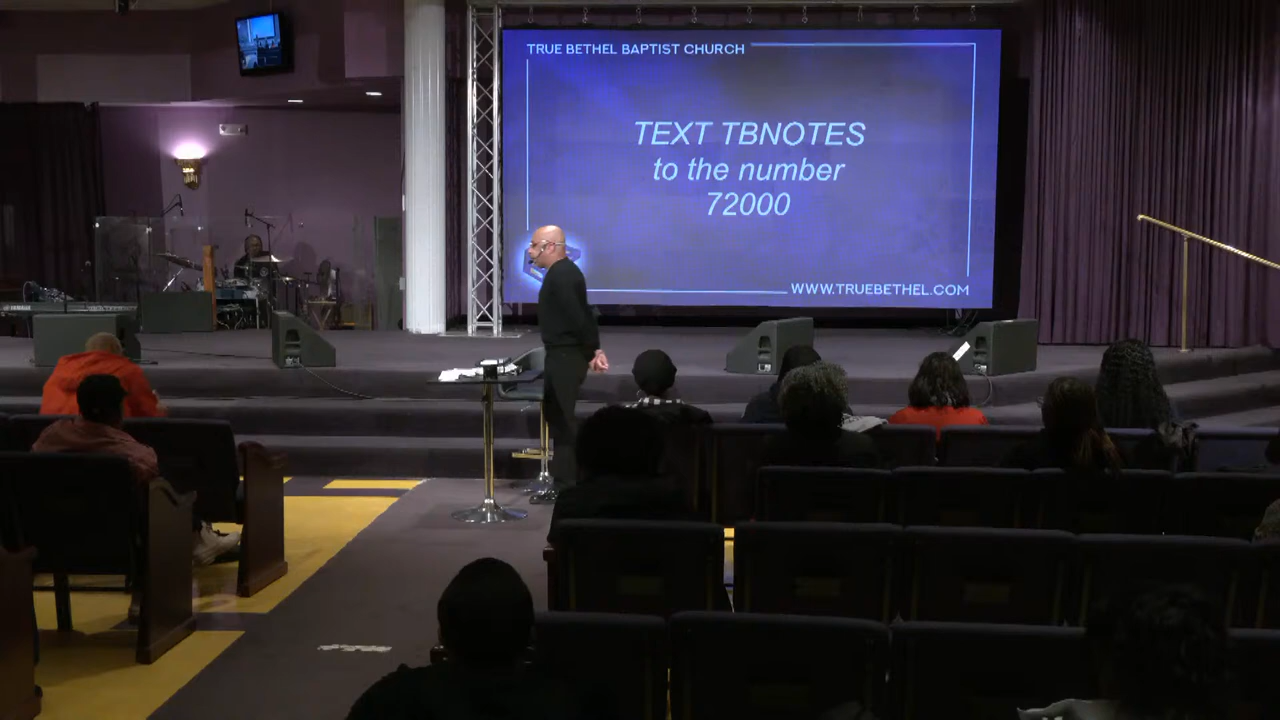 TRUE BETHEL BAPTIST CHURCH
TEXT TBNOTES
to the number
72000
WWW.TRUEBETHEL.COM